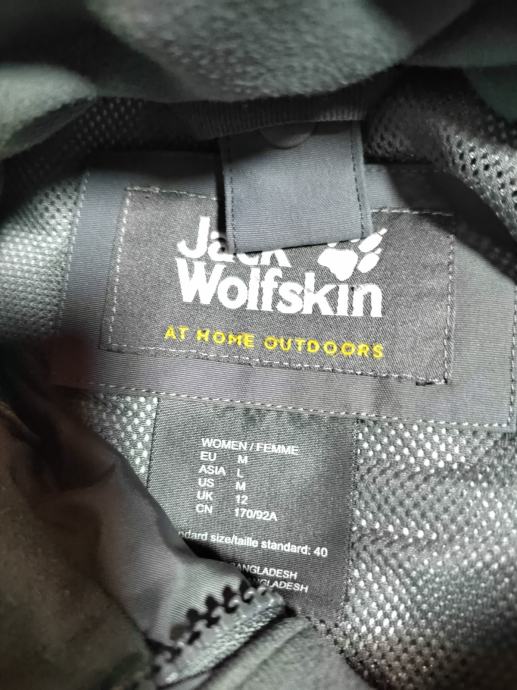 Jack
Wolfskin
AT HOME OUTDOORS
WOMEN / FEMME
EU M
ASIA L
US M
UK 12
CN 170/92A
size/taille standard: 40
BANGLADESH
BANGLADESH